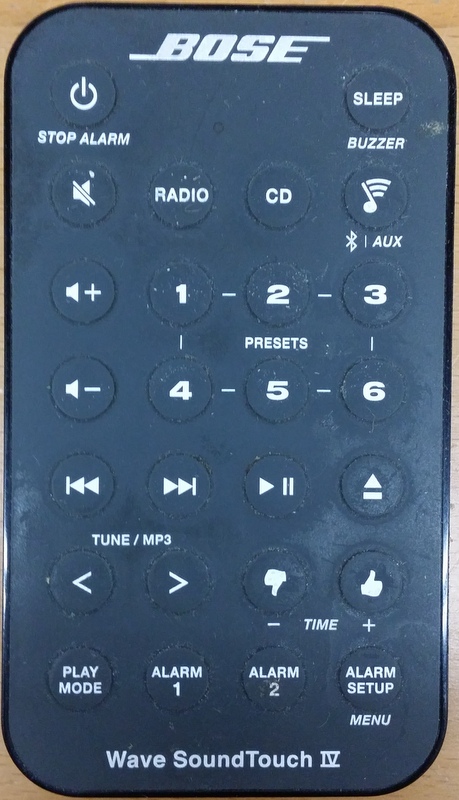 BOSE
SLEEP
STOP ALARM BUZZER
RADIO CD
| AUX
+ 1 - 2 - 3
| PRESETS |
- 4 - 5 - 6
TUNE / MP3
< >
- TIME +
PLAY MODE ALARM 1 ALARM 2 ALARM SETUP
MENU
Wave SoundTouch IV